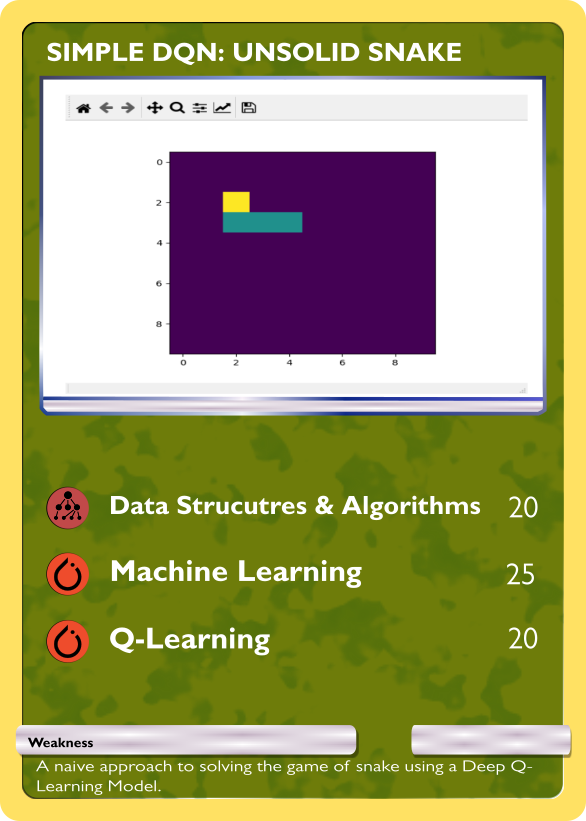 SIMPLE DQN: UNSOLID SNAKE
0
2
4
6
8
0 2 4 6 8
Data Strucutres & Algorithms 20
Machine Learning 25
Q-Learning 20
Weakness
A naive approach to solving the game of snake using a Deep Q-
Learning Model.